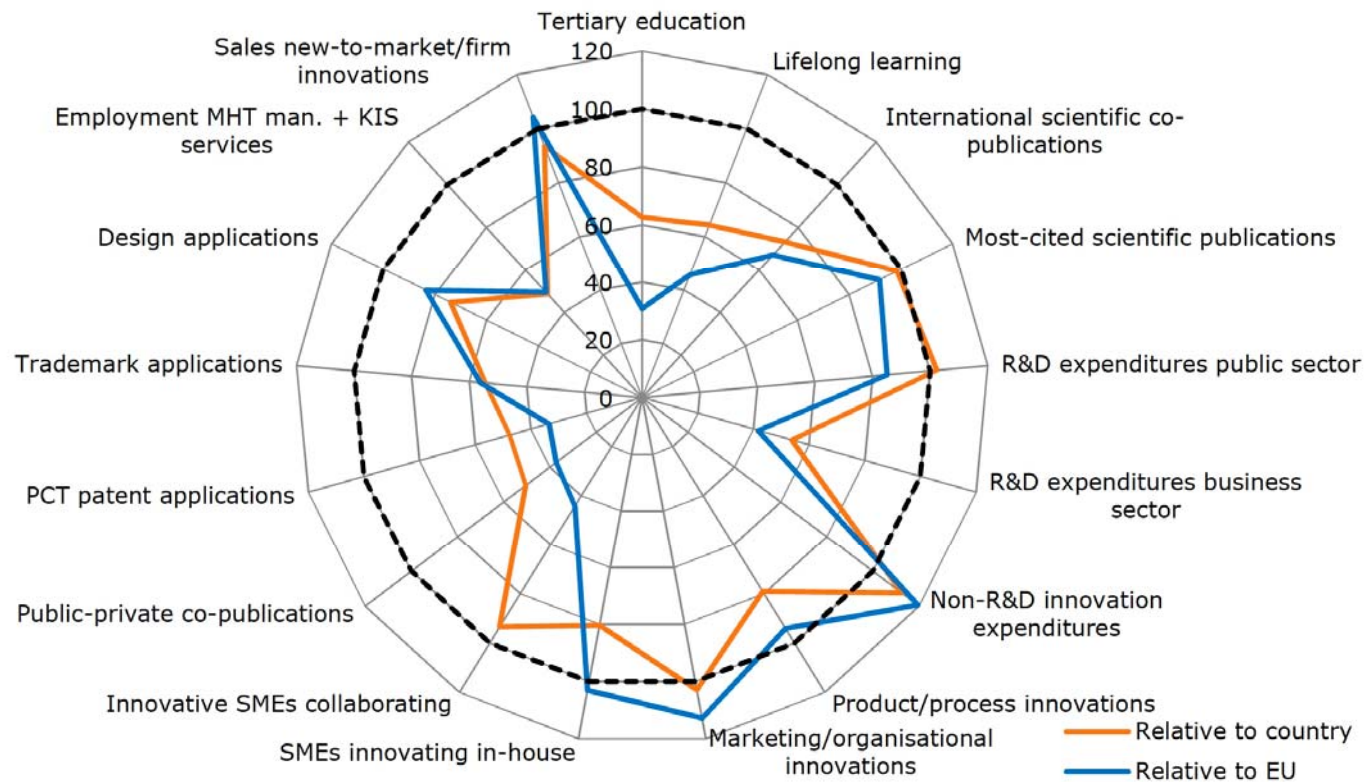 Tertiary education
Sales new-to-market/firm
innovations
120
Lifelong learning
Employment MHT man. + KIS
services
100
International scientific co-
publications
80
Design applications
60
Most-cited scientific publications
40
Trademark applications
20
R&D expenditures public sector
0
PCT patent applications
R&D expenditures business
sector
Public-private co-publications
Non-R&D innovation
expenditures
Innovative SMEs collaborating
Product/process innovations
SMEs innovating in-house
Marketing/organisational
innovations
Relative to country
Relative to EU